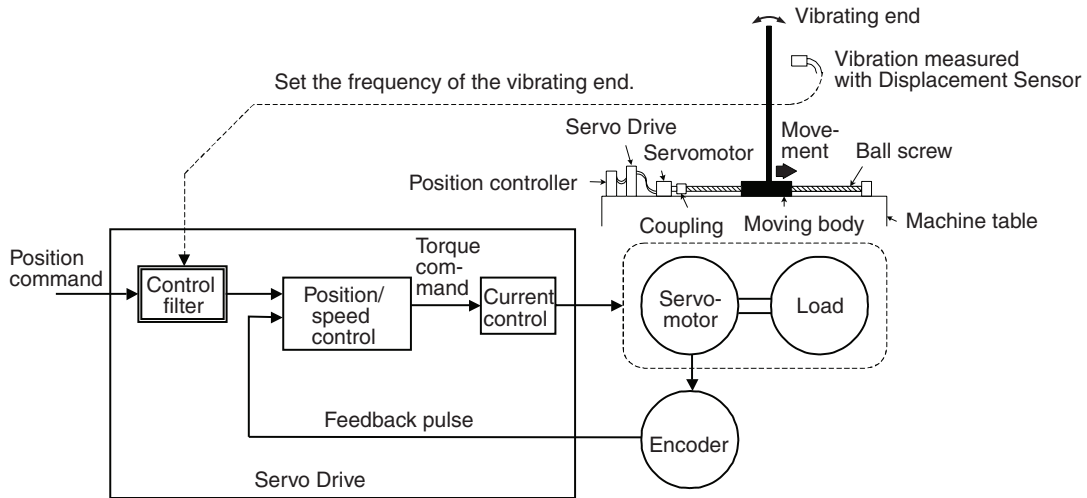 Vibrating end
Vibration measured
with Displacement Sensor
Set the frequency of the vibrating end.
Servo Drive
Servomotor
Move-
ment
Ball screw
Position controller
Coupling
Moving body
Machine table
Position
command
Control
filter
Position/
speed
control
Torque
com-
mand
Current
control
Servo-
motor
Load
Feedback pulse
Encoder
Servo Drive